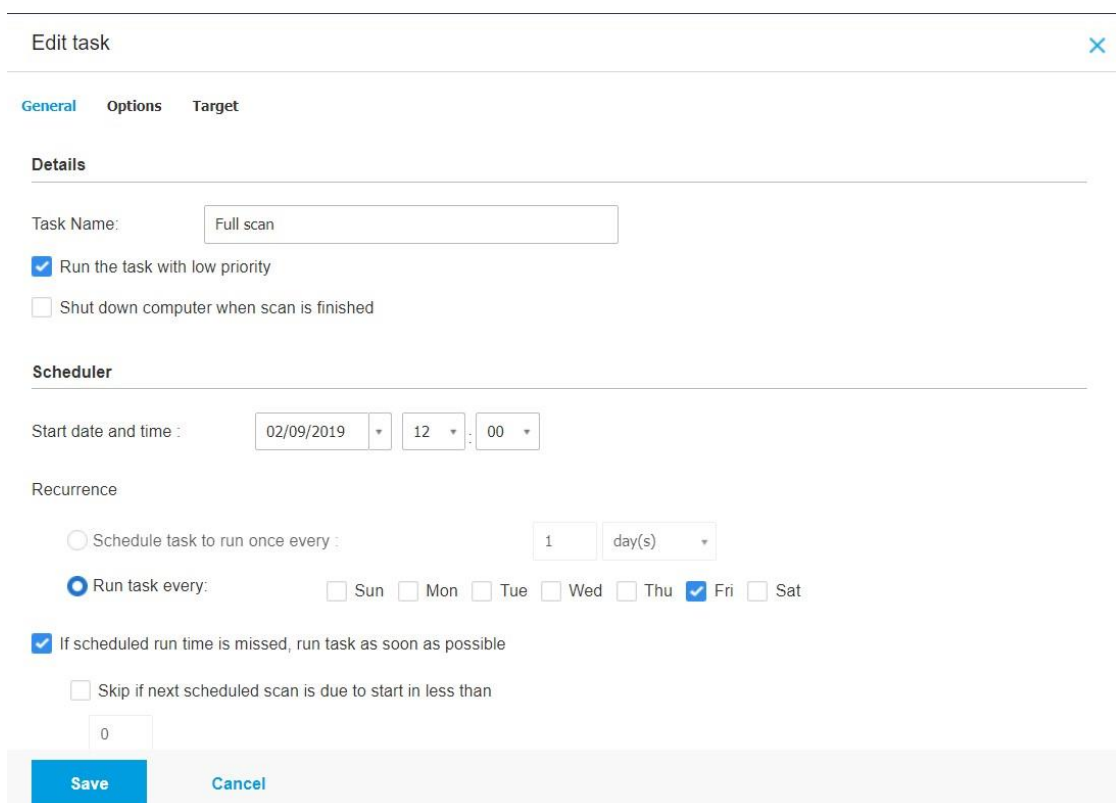 Edit task
General Options Target
Details
Task Name: Full scan
Run the task with low priority
Shut down computer when scan is finished
Scheduler
Start date and time : 02/09/2019 12 : 00
Recurrence
Schedule task to run once every : 1 day(s)
Run task every: Sun Mon Tue Wed Thu Fri Sat
If scheduled run time is missed, run task as soon as possible
Skip if next scheduled scan is due to start in less than
0
Save Cancel